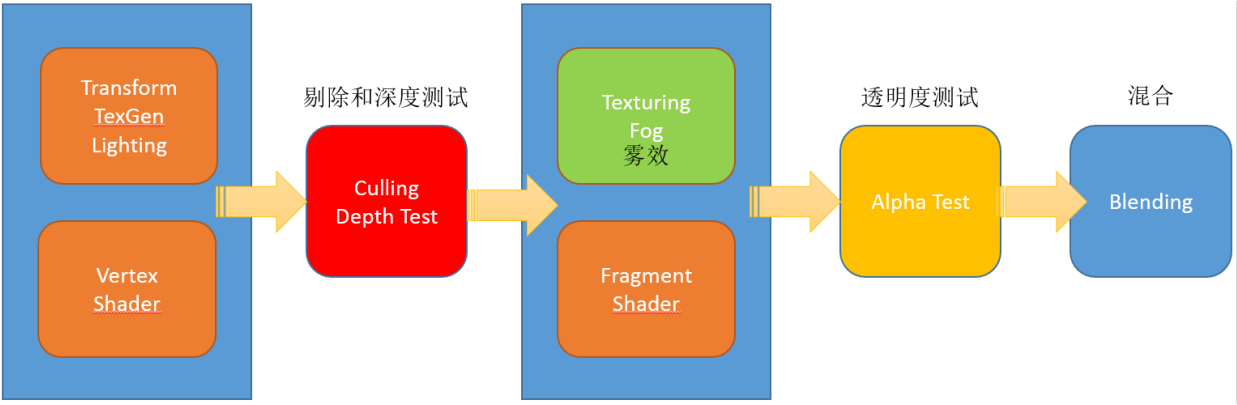 Transform
TexGen
Lighting
Vertex
Shader
剔除和深度测试
Culling
Depth Test
Texturing
Fog
雾效
Fragment
Shader
透明度测试
Alpha Test
混合
Blending